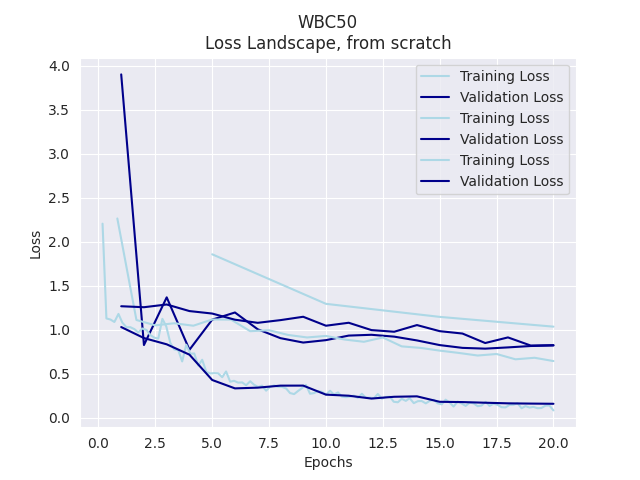 WBC50
Loss Landscape, from scratch
4.0
3.5
3.0
2.5
2.0
1.5
1.0
0.5
0.0
Loss
Training Loss
Validation Loss
Training Loss
Validation Loss
Training Loss
Validation Loss
0.0 2.5 5.0 7.5 10.0 12.5 15.0 17.5 20.0
Epochs